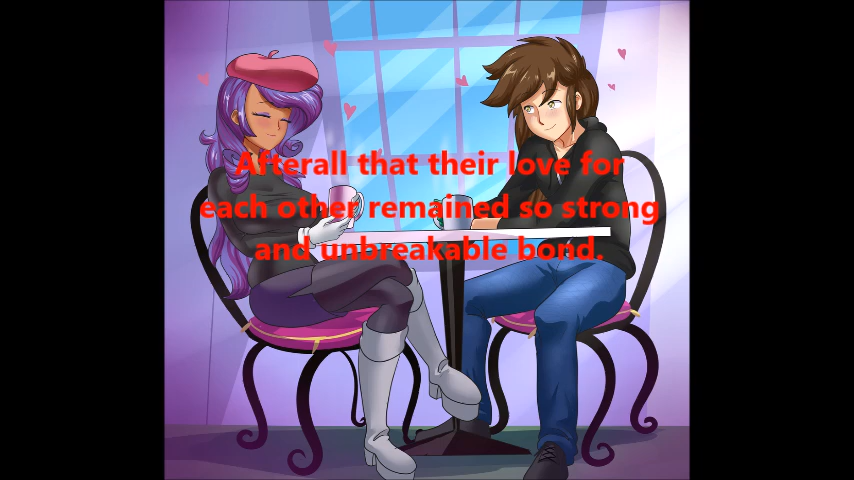 Afterall that their love for
each other remained so strong
and unbreakable bond.